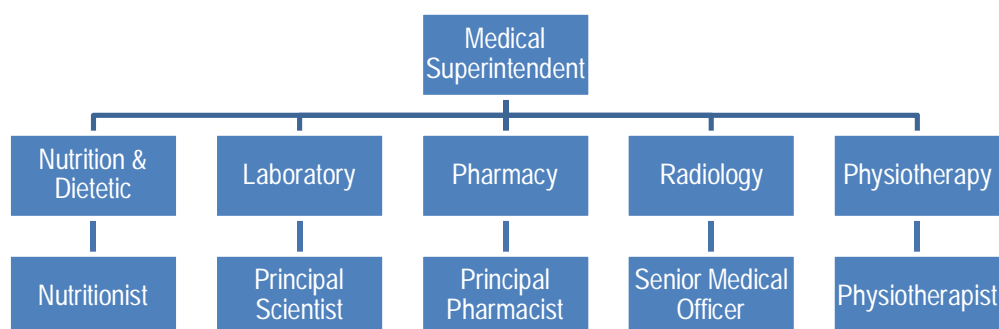 Medical
Superintendent
Nutrition &
Dietetic
Laboratory
Pharmacy
Radiology
Physiotherapy
Nutritionist
Principal
Scientist
Principal
Pharmacist
Senior Medical
Officer
Physiotherapist